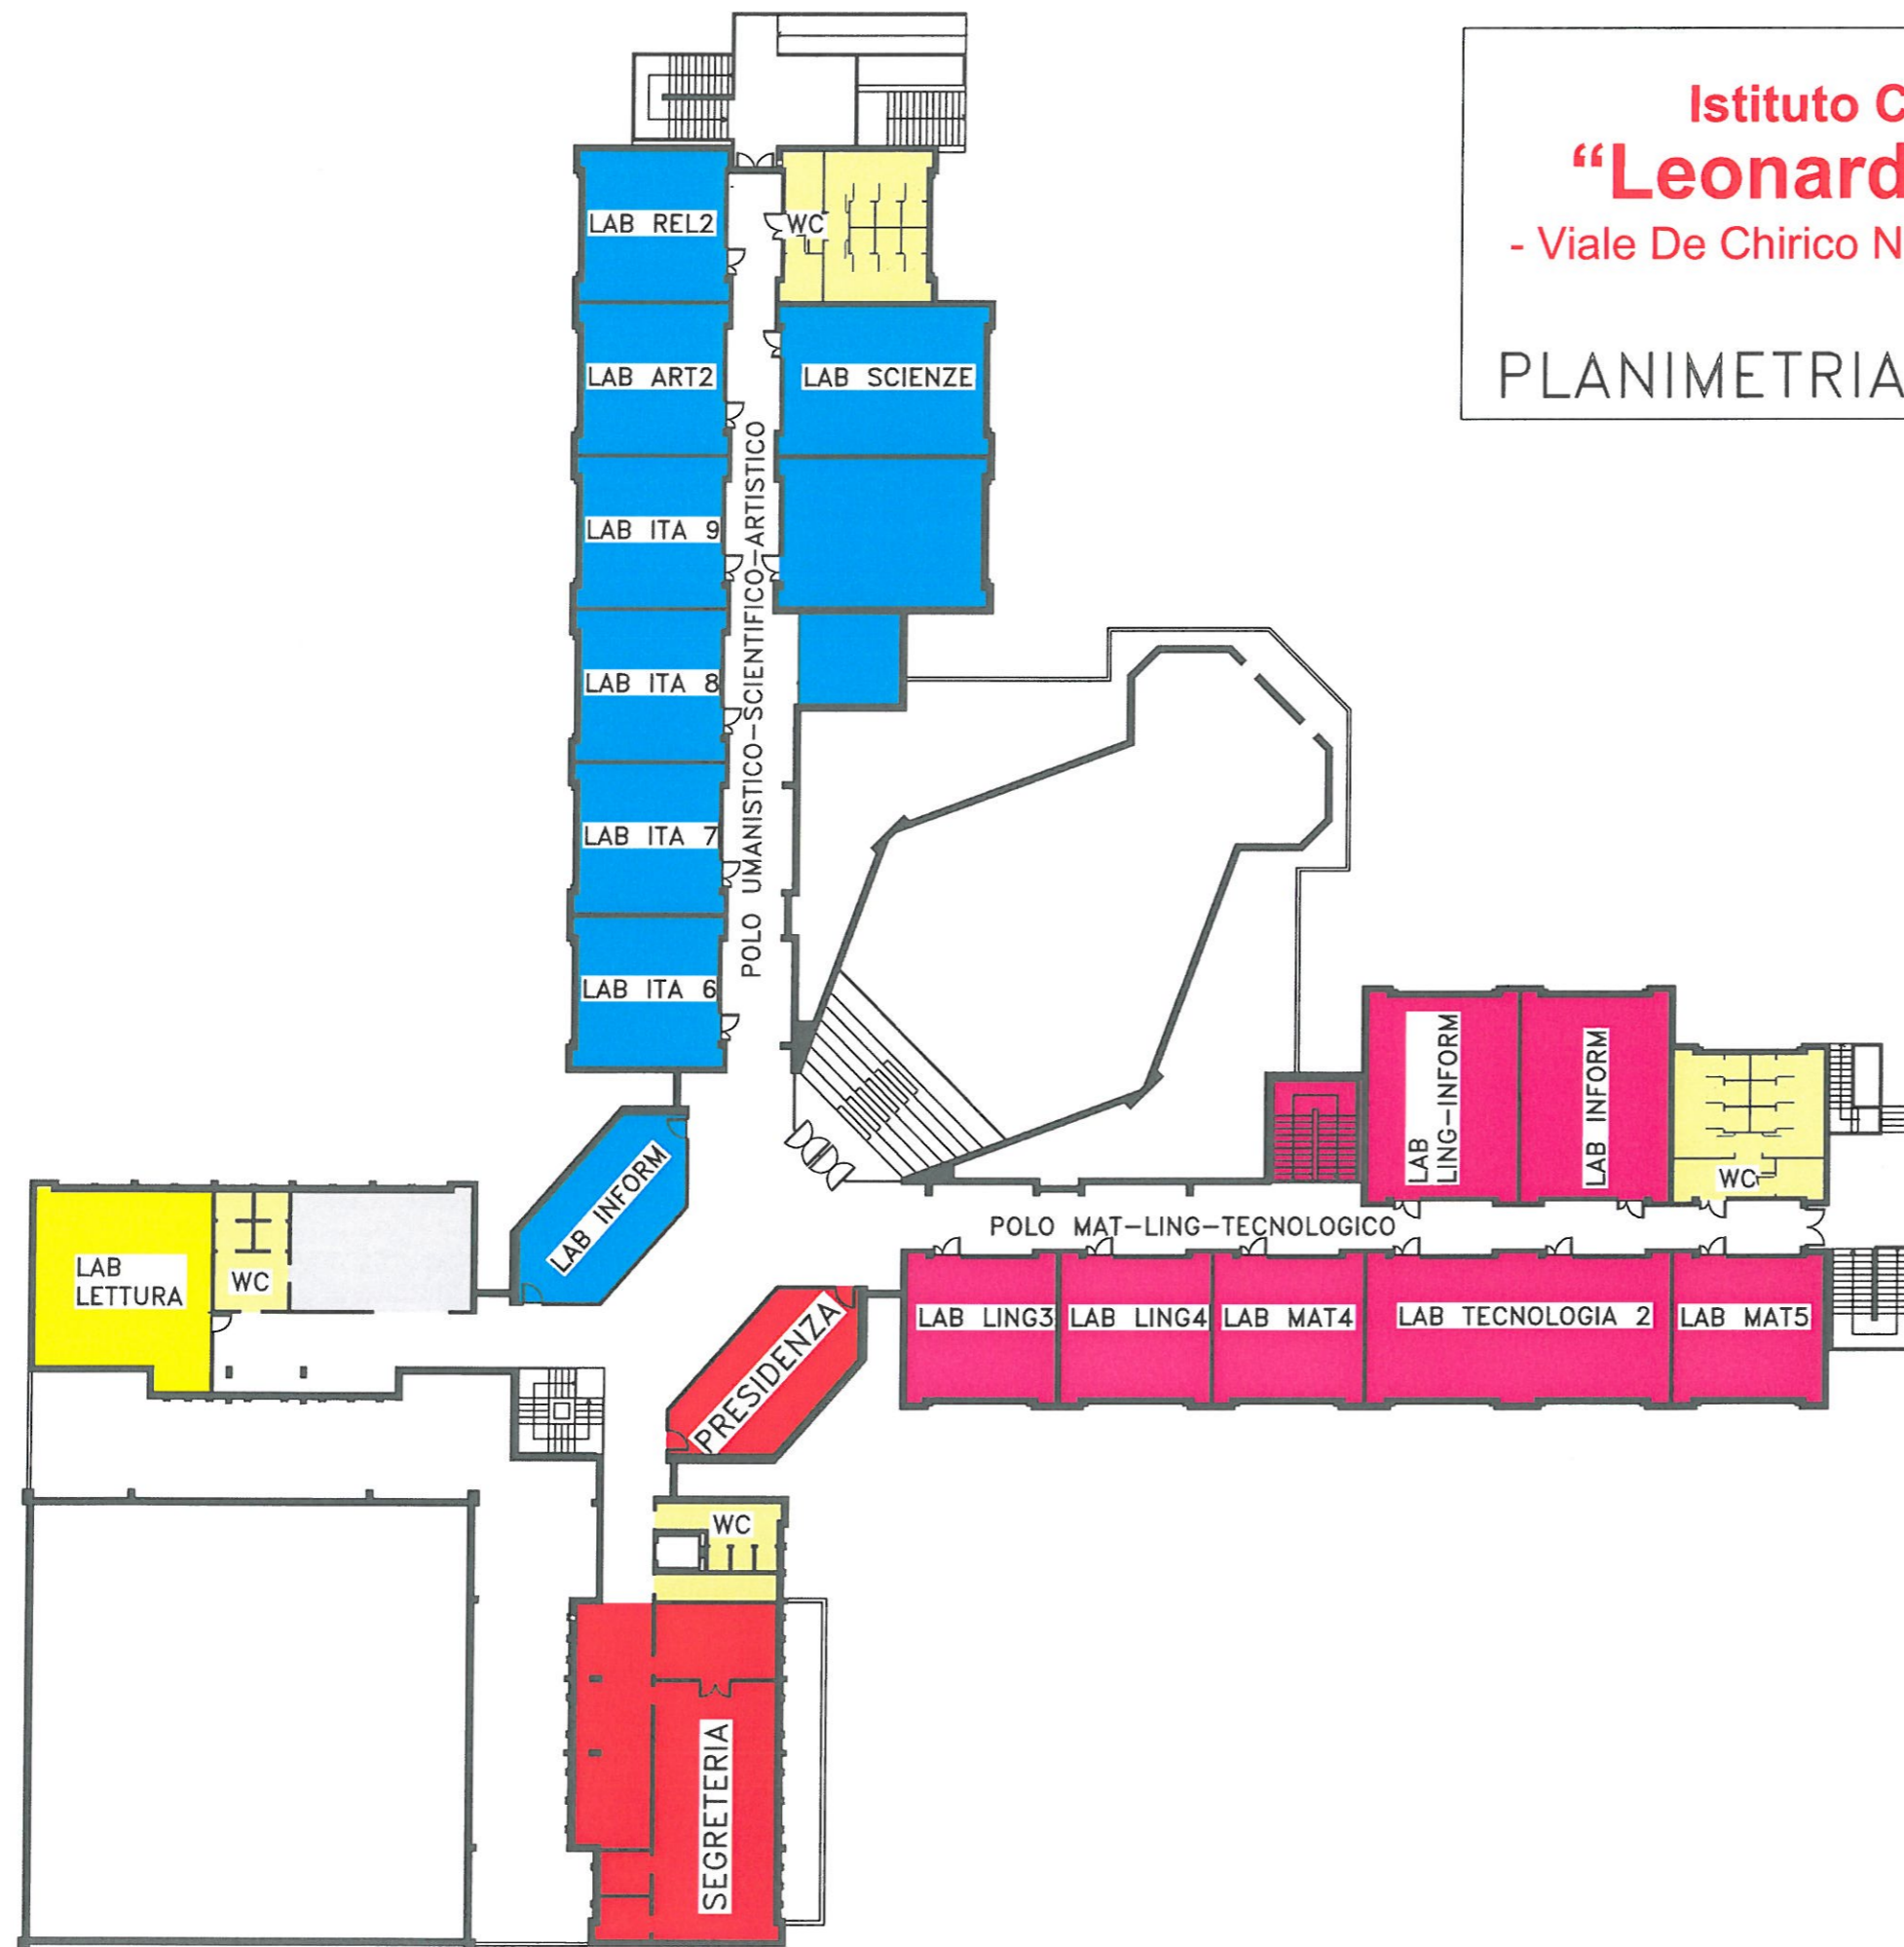 Istituto C
“Leonard
- Viale De Chirico N
PLANIMETRIA
LAB REL2
WC
LAB ART2
LAB SCIENZE
LAB ITA 9
LAB ITA 8
LAB ITA 7
LAB ITA 6
POLO UMANISTICO-SCIENTIFICO-ARTISTICO
LAB
LING-INFORM
LAB INFORM
WC
LAB INFORM
POLO MAT-LING-TECNOLOGICO
LAB
LETTURA
WC
PRESIDENZA
LAB LING3
LAB LING4
LAB MAT4
LAB TECNOLOGIA 2
LAB MAT5
WC
SEGRETERIA